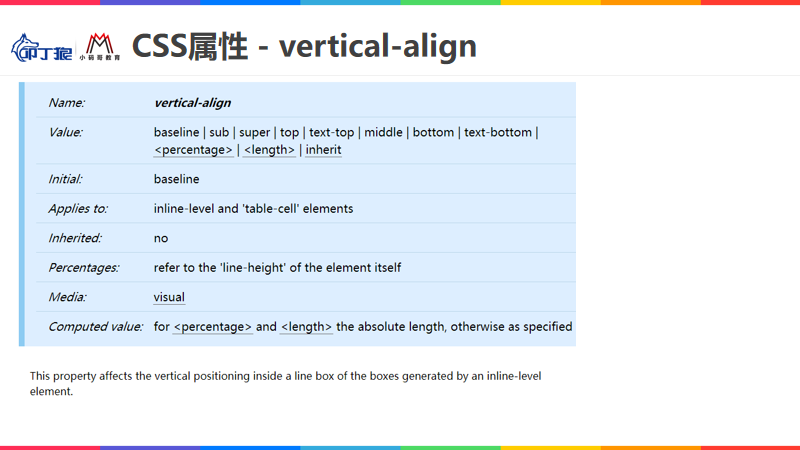 叩丁狼
小码哥教育
CSS属性 - vertical-align
Name: vertical-align
Value: baseline | sub | super | top | text-top | middle | bottom | text-bottom |
<percentage> | <length> | inherit
Initial: baseline
Applies to: inline-level and 'table-cell' elements
Inherited: no
Percentages: refer to the 'line-height' of the element itself
Media: visual
Computed value: for <percentage> and <length> the absolute length, otherwise as specified
This property affects the vertical positioning inside a line box of the boxes generated by an inline-level
element.